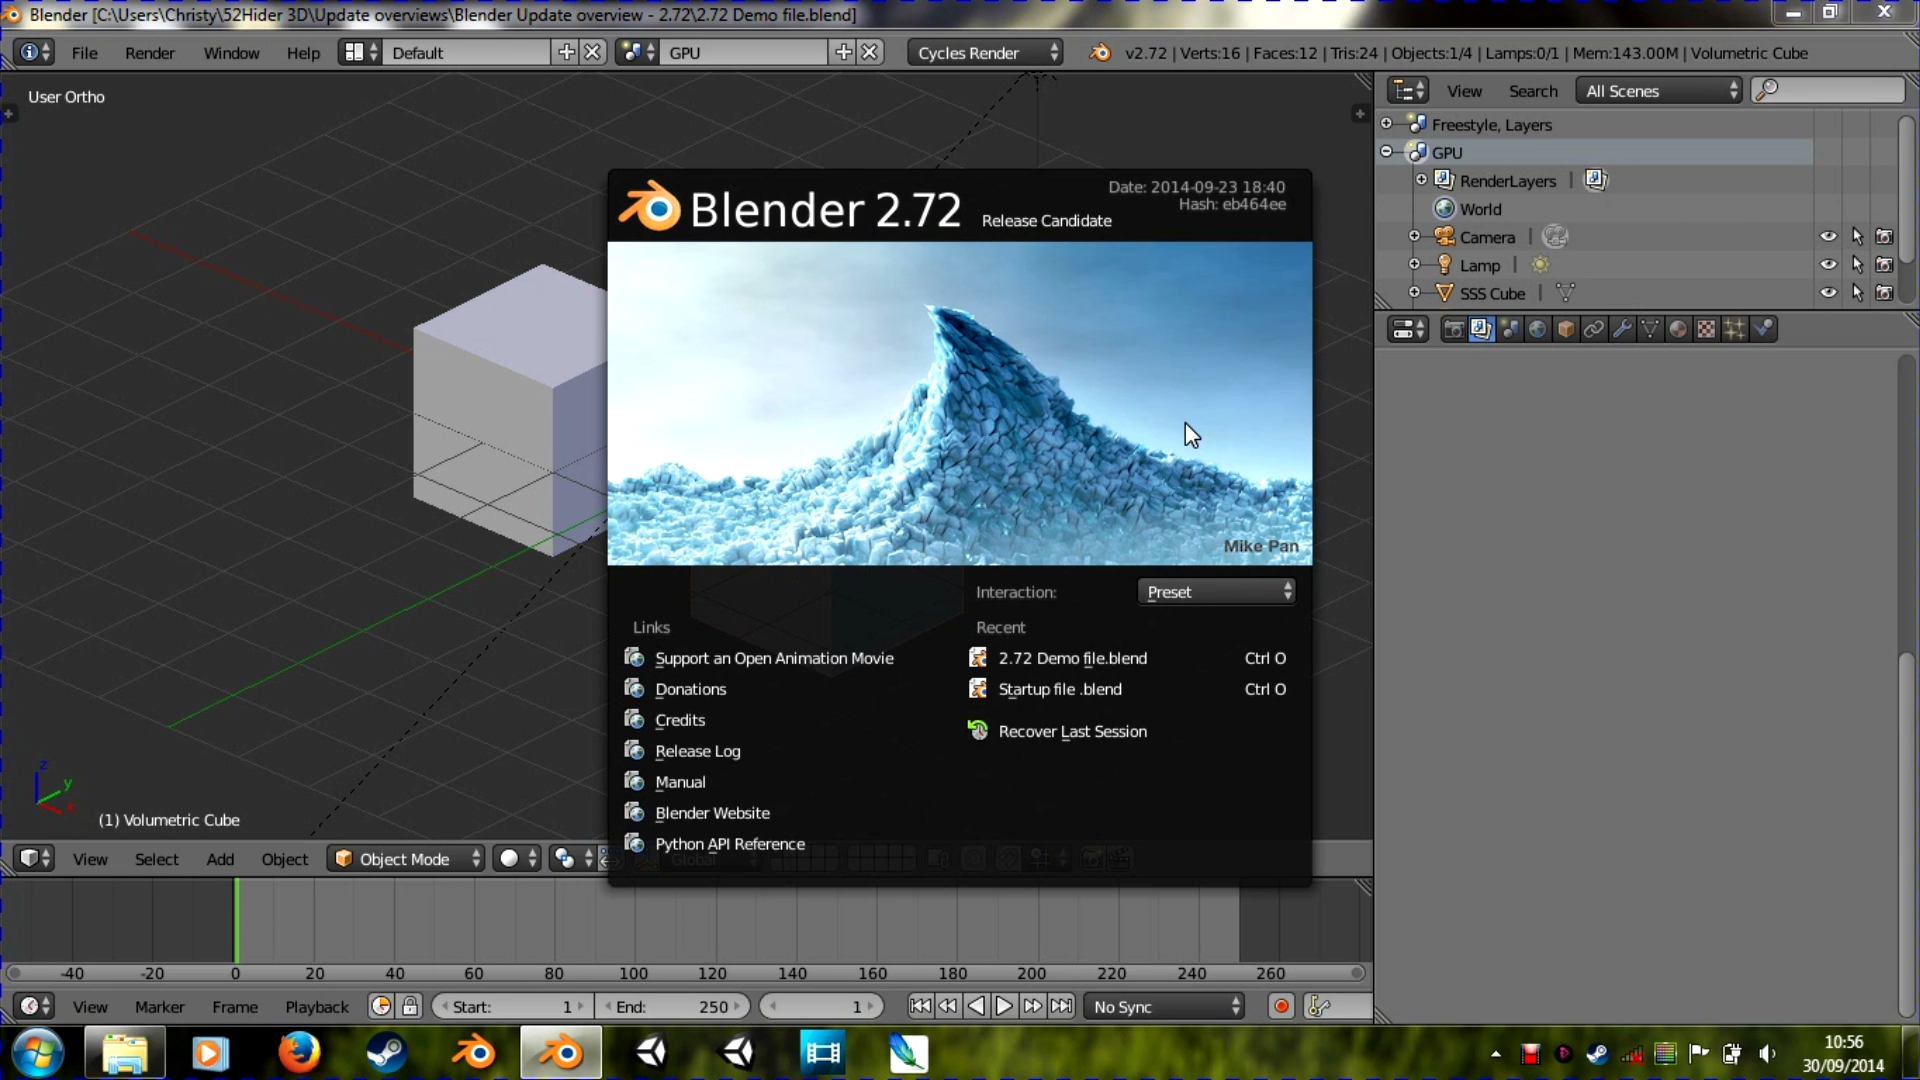 Blender [C:\Users\Christy\52Hider 3D\Update overviews\Blender Update overview - 2.72\2.72 Demo file.blend]
File Render Window Help Default GPU Cycles Render v2.72 | Verts:16 | Faces:12 | Tris:24 | Objects:1/4 | Lamps:0/1 | Mem:143.00M | Volumetric Cube
User Ortho
View Search All Scenes
Freestyle, Layers
GPU
RenderLayers |
World
Camera |
Lamp |
SSS Cube |
Blender 2.72 Release Candidate
Date: 2014-09-23 18:40
Hash: eb464ee
Mike Pan
Interaction: Preset
Links
Support an Open Animation Movie
Donations
Credits
Release Log
Manual
Blender Website
Python API Reference
Recent
2.72 Demo file.blend Ctrl O
Startup file .blend Ctrl O
Recover Last Session
z
y
x
(1) Volumetric Cube
View Select Add Object Object Mode Global
-40 -20 0 20 40 60 80 100 120 140 160 180 200 220 240 260
View Marker Frame Playback Start: 1 End: 250 1 No Sync
10:56
30/09/2014